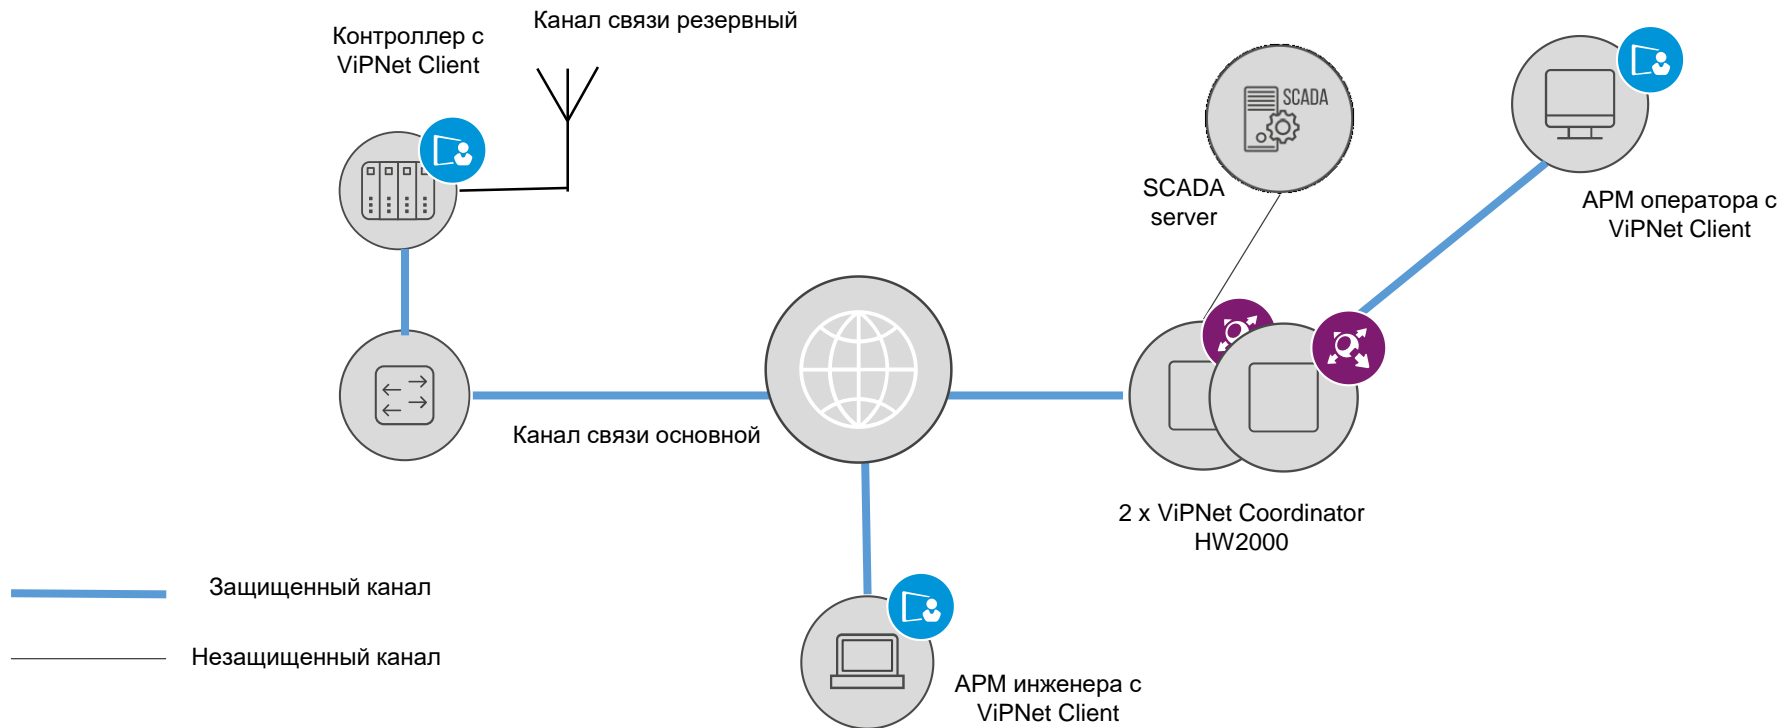 Канал связи резервный
Контроллер с
ViPNet Client
SCADA
SCADA
server
АРМ оператора с
ViPNet Client
Канал связи основной
2 x ViPNet Coordinator
HW2000
Защищенный канал
Незащищенный канал
АРМ инженера с
ViPNet Client